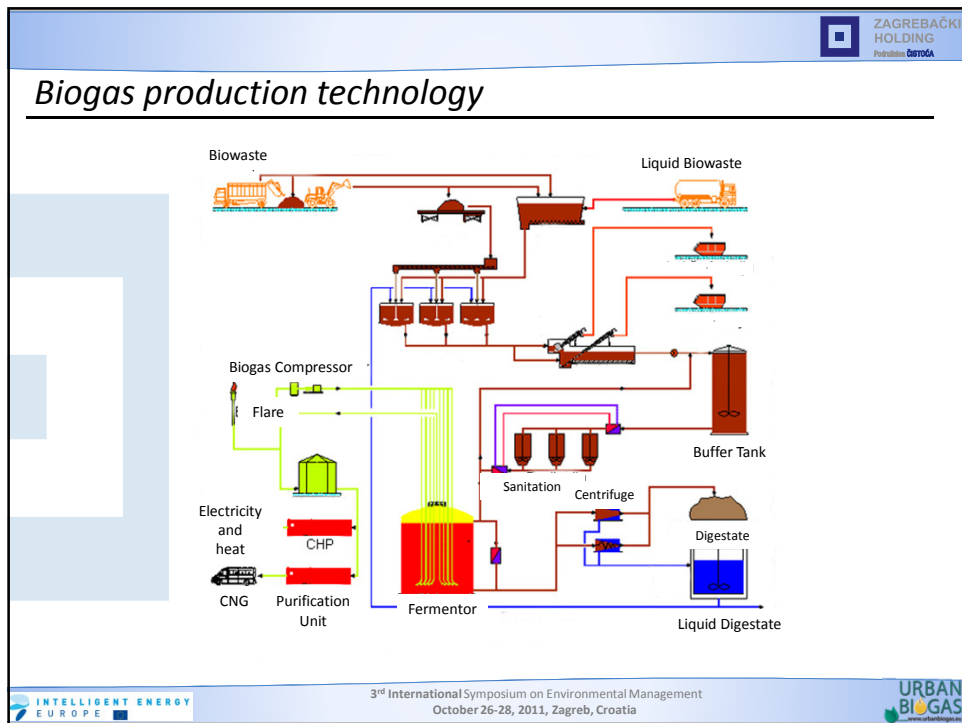 ZAGREBAČKI
HOLDING
Podružnica ČISTOĆA
Biogas production technology
Biowaste
Liquid Biowaste
Biogas Compressor
Flare
Buffer Tank
Sanitation
Centrifuge
Electricity
and
heat
CHP
Digestate
CNG
Purification
Unit
Fermentor
Liquid Digestate
INTELLIGENT ENERGY
EUROPE
3rd International Symposium on Environmental Management
October 26-28, 2011, Zagreb, Croatia
URBAN
BIOGAS
www.urbanbiogas.eu